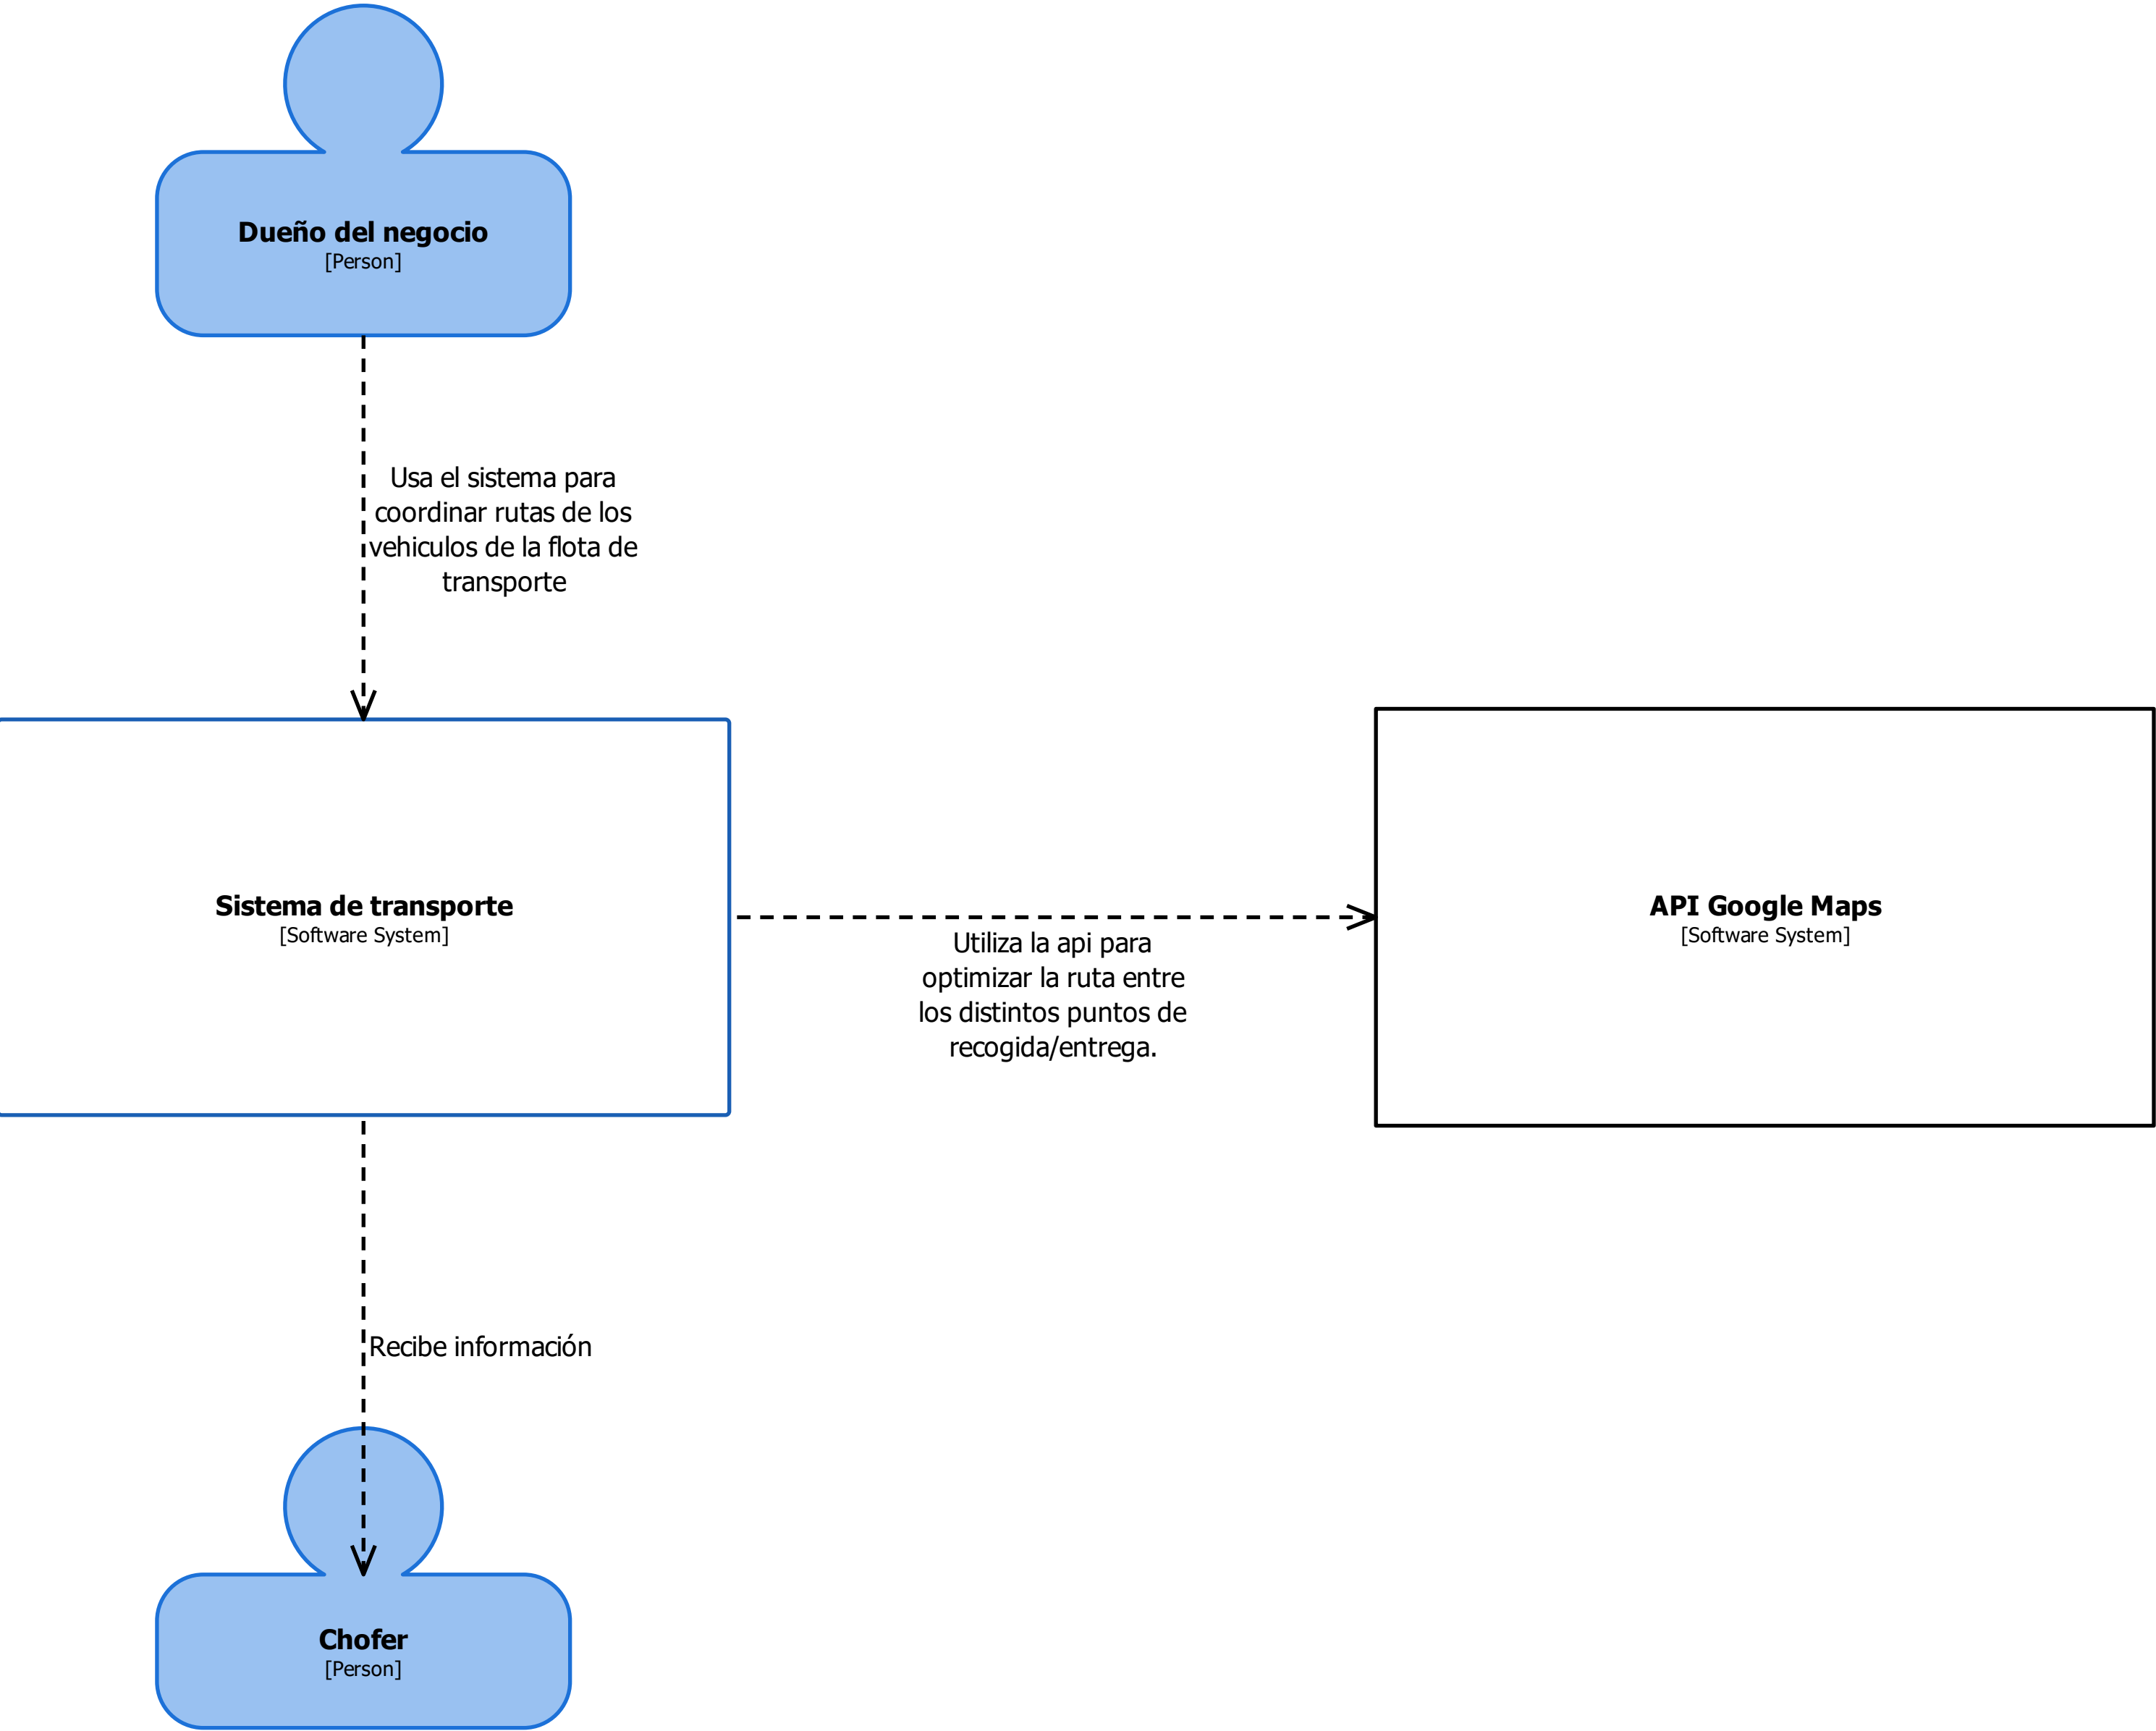 Dueño del negocio
[Person]
Usa el sistema para
coordinar rutas de los
vehiculos de la flota de
transporte
Sistema de transporte
[Software System]
Utiliza la api para
optimizar la ruta entre
los distintos puntos de
recogida/entrega.
API Google Maps
[Software System]
Recibe información
Chofer
[Person]